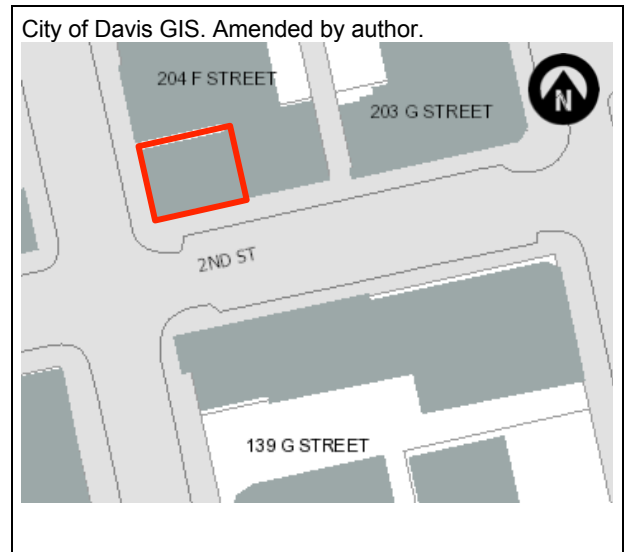 City of Davis GIS. Amended by author.
204 F STREET
N
203 G STREET
2ND ST
139 G STREET